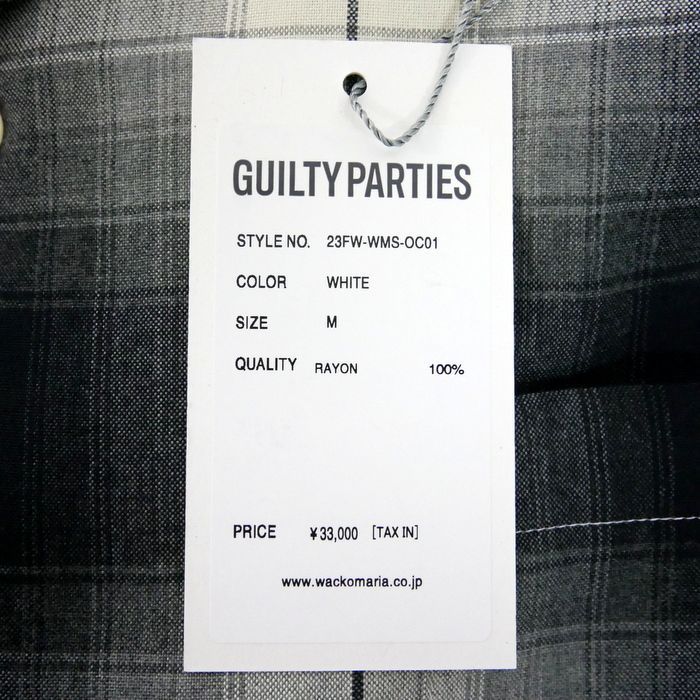 GUILTY PARTIES
STYLE NO. 23FW-WMS-OC01
COLOR WHITE
SIZE M
QUALITY RAYON 100%
PRICE ¥33,000 [TAX IN]
www.wackomaria.co.jp